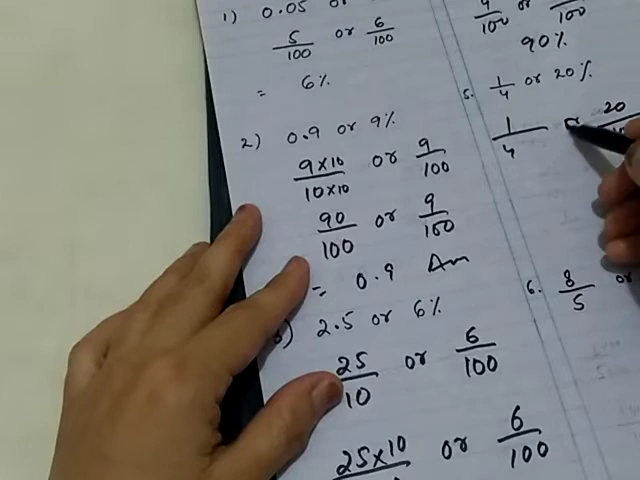 1) 0.05 or
5/100 or 6/100
= 6%
2) 0.9 or 9%
9×10/10×10 or 9/100
90/100 or 9/100
= 0.9 Ans
) 2.5 or 6%
25/10 or 6/100
25×10 or 6/100
4/100 or /100
90%
5. 1/4 or 20%
1/4 or 20
6. 8/5 or